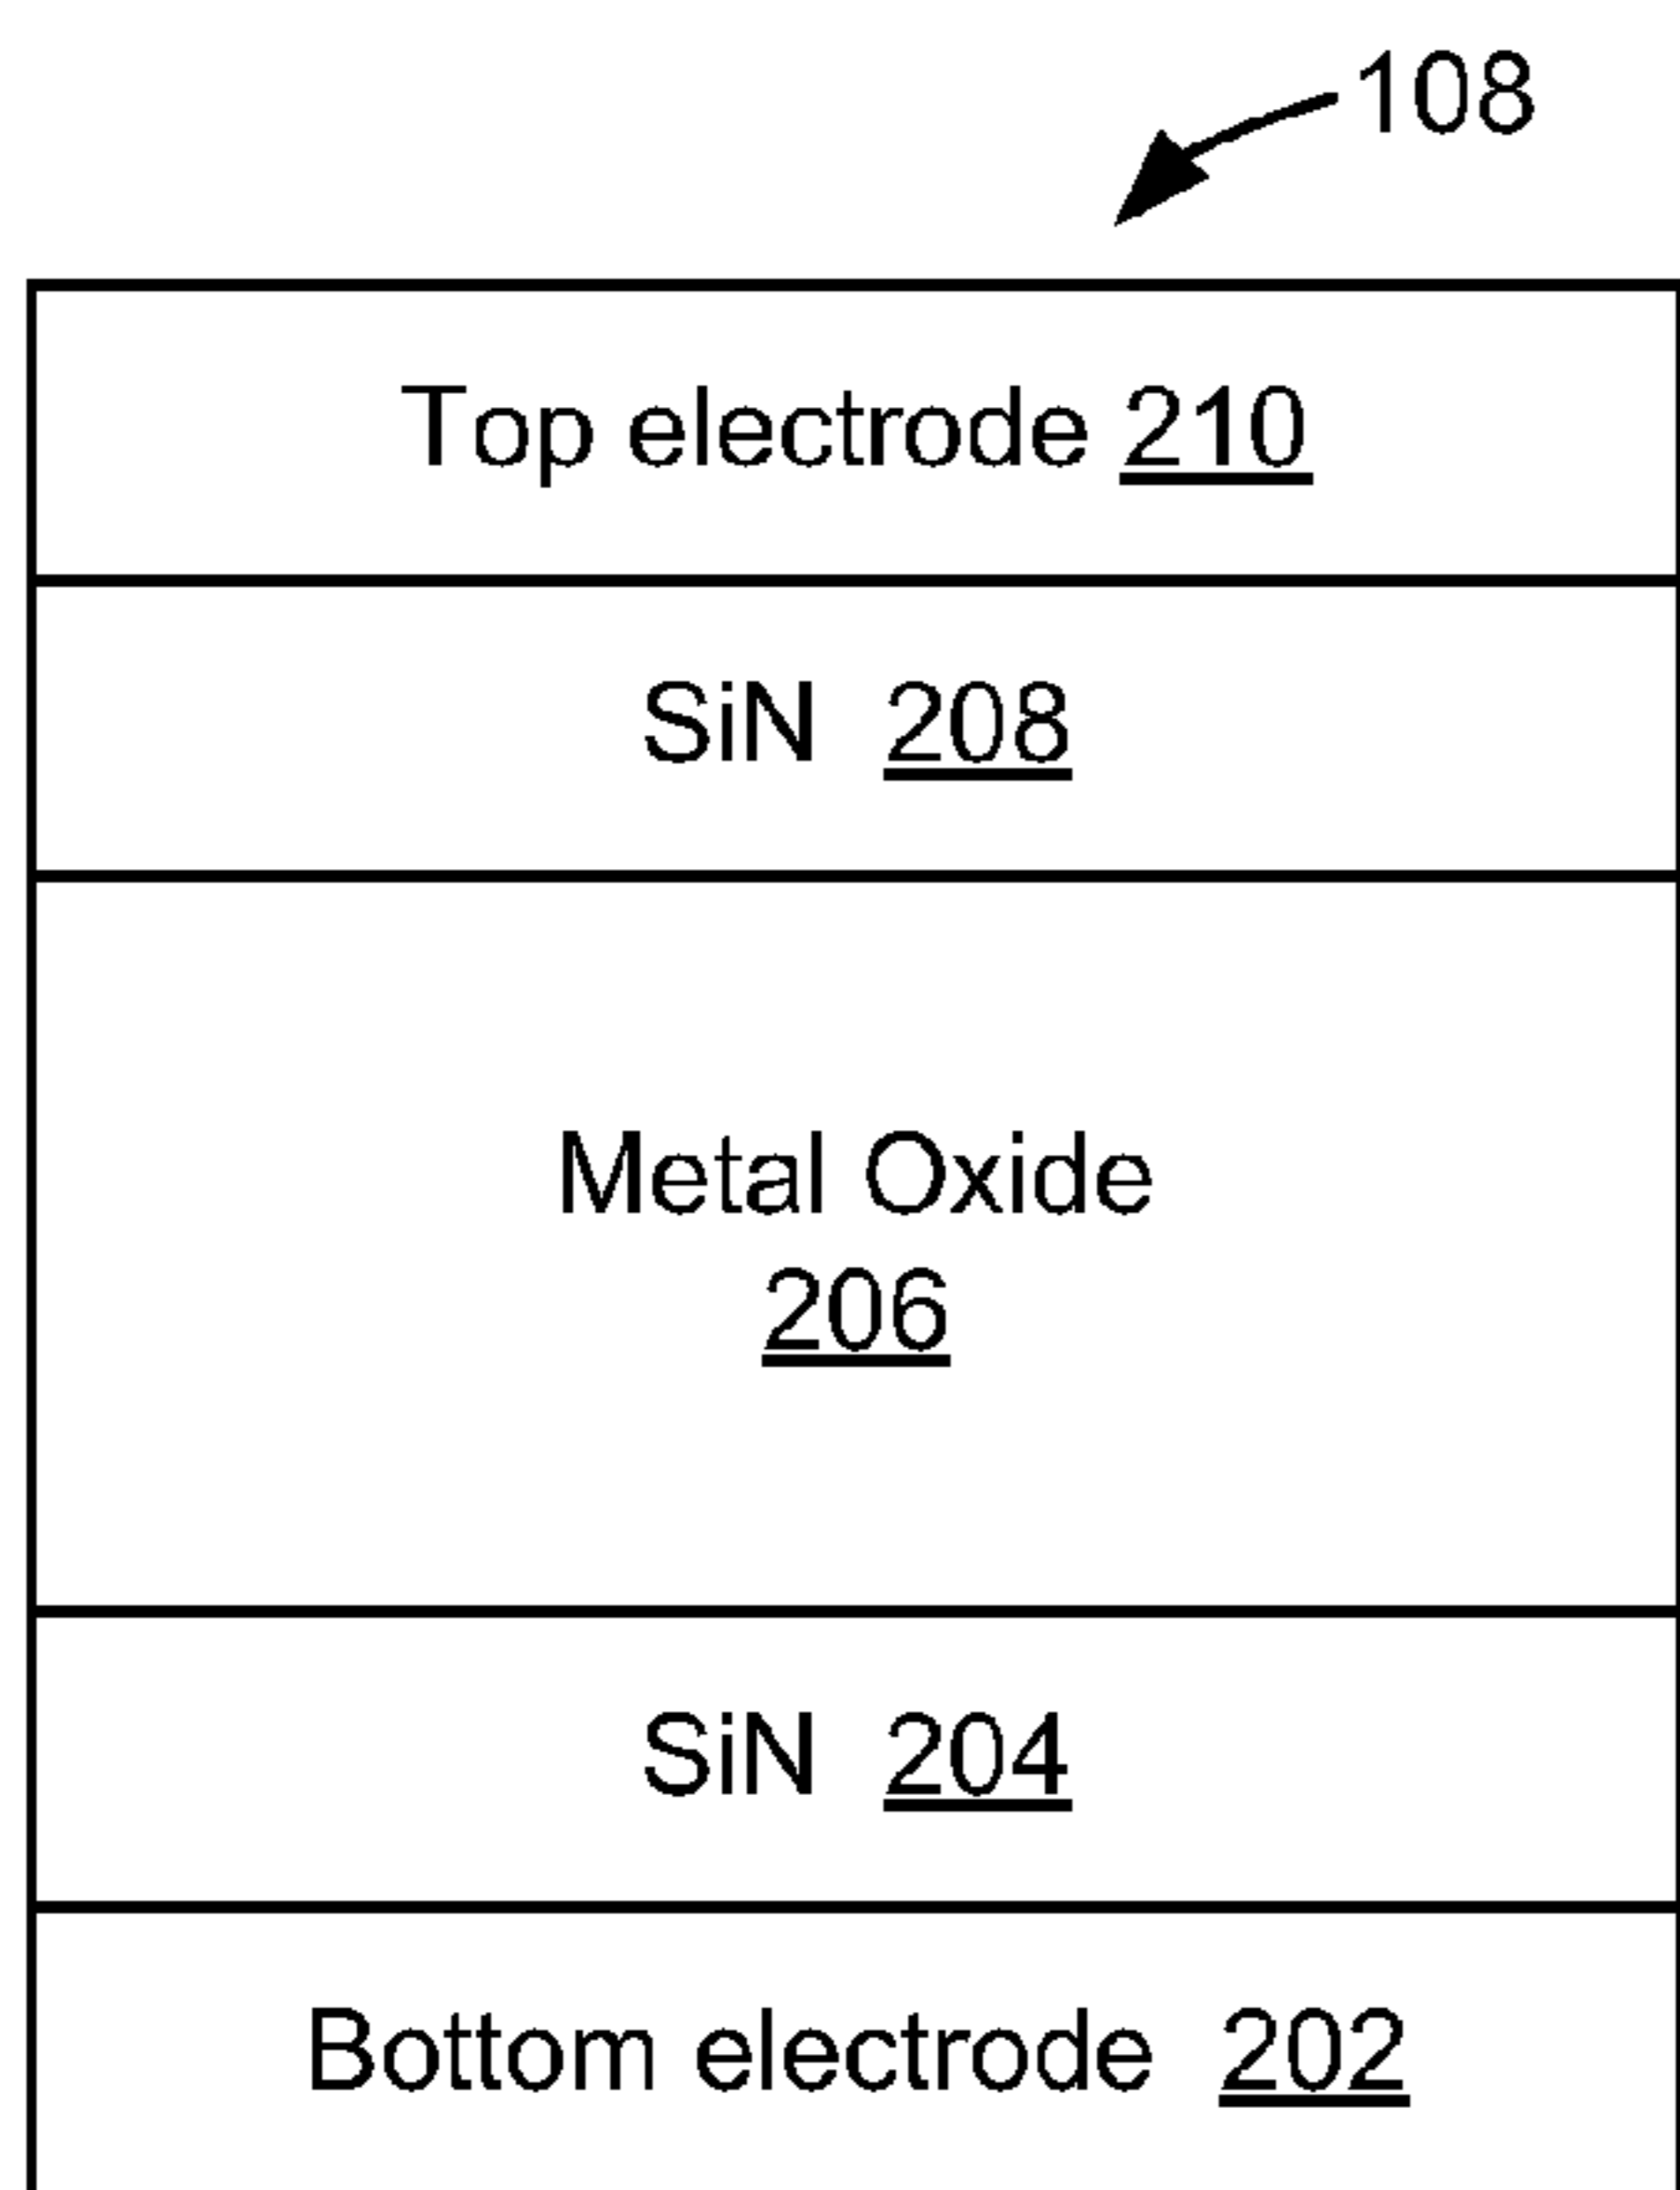 108
Top electrode 210
SiN 208
Metal Oxide
206
SiN 204
Bottom electrode 202